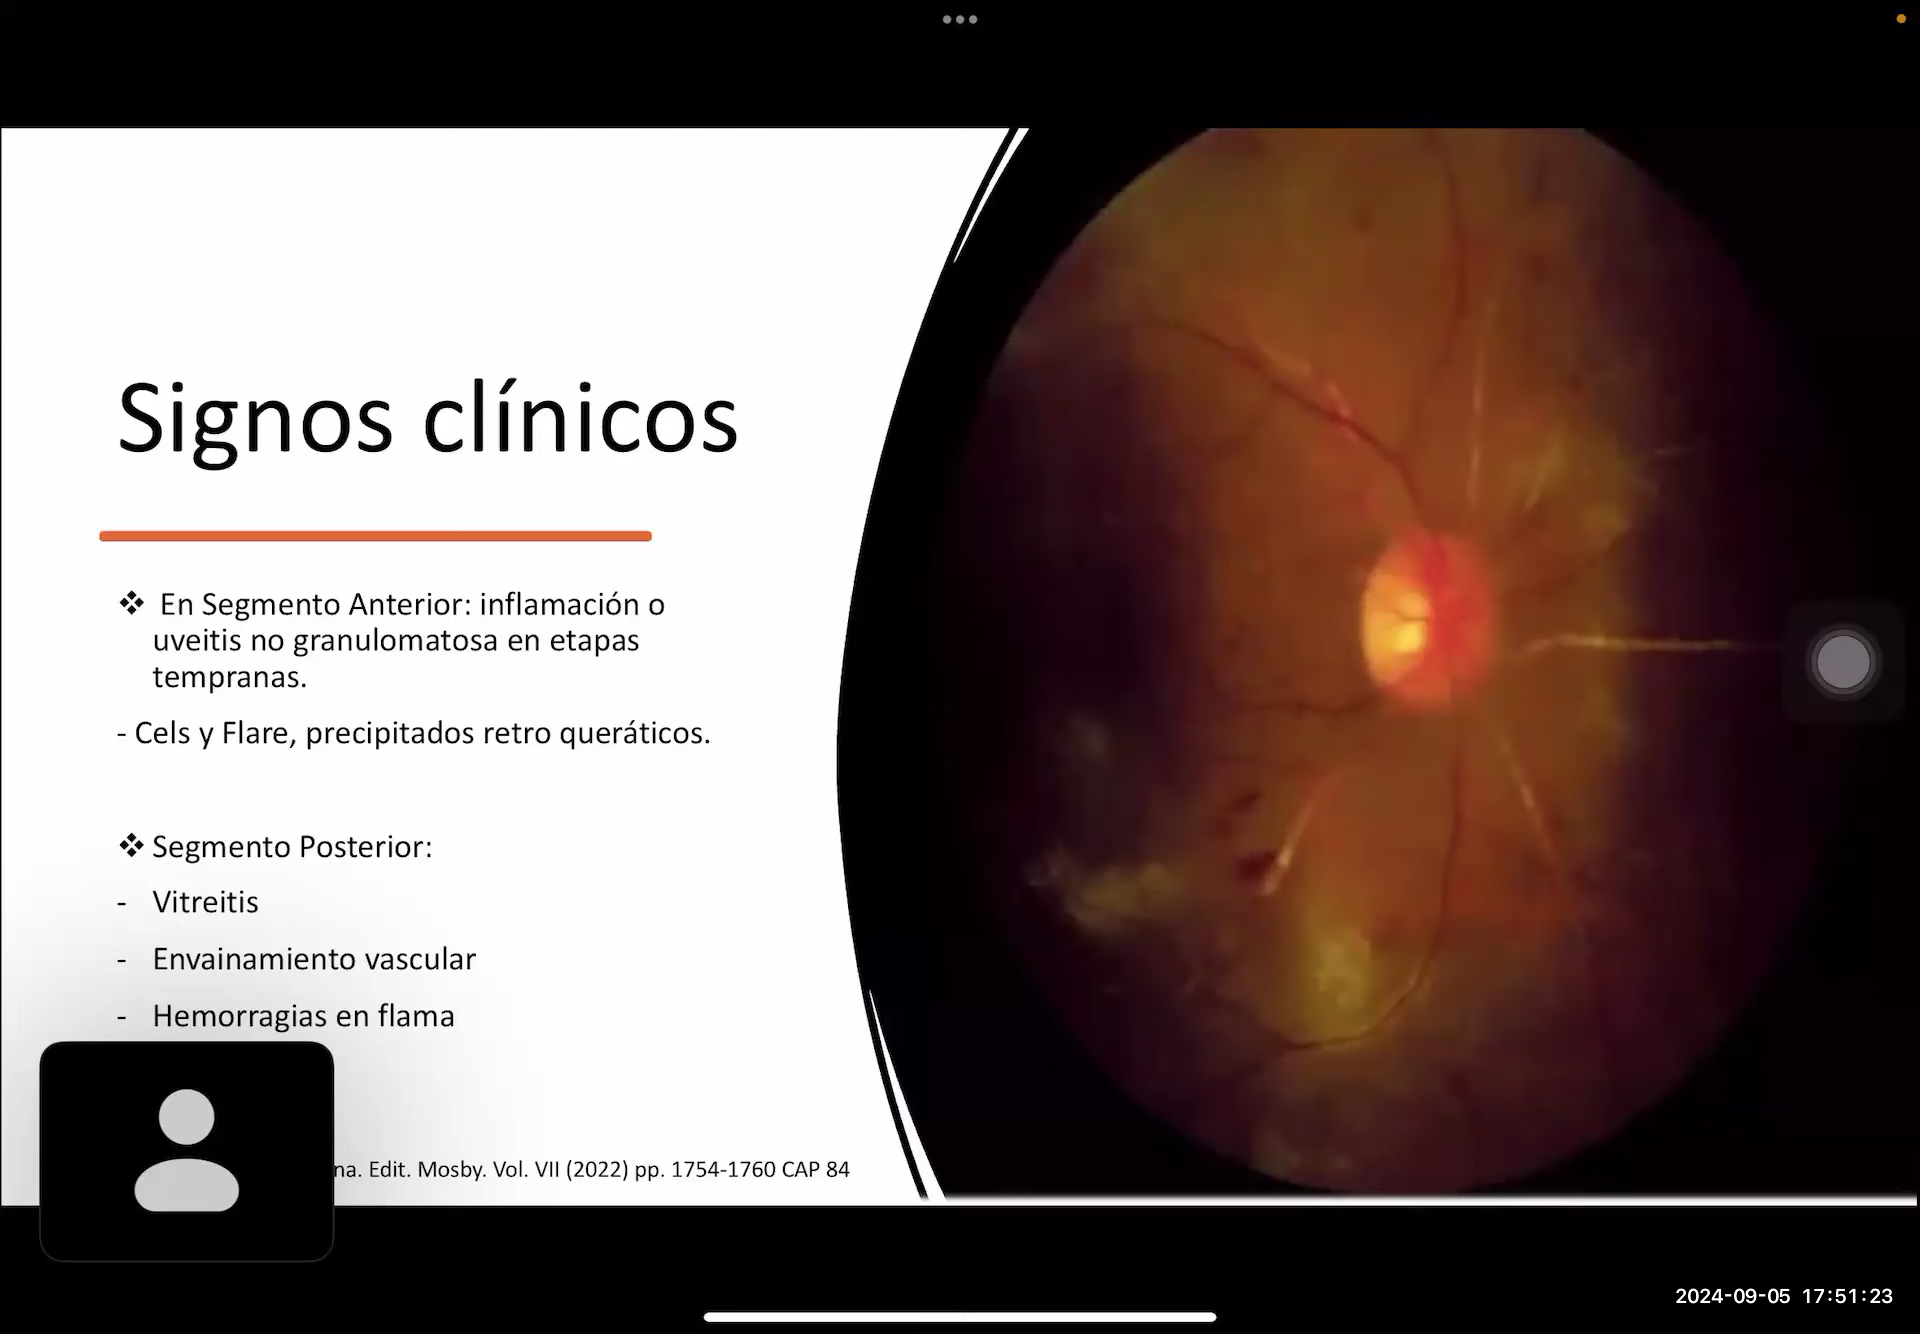 Signos clínicos
❖ En Segmento Anterior: inflamación o
uveitis no granulomatosa en etapas
tempranas.
- Cels y Flare, precipitados retro queráticos.
❖ Segmento Posterior:
- Vitreitis
- Envainamiento vascular
- Hemorragias en flama
Edit. Mosby. Vol. VII (2022) pp. 1754-1760 CAP 84
2024-09-05 17:51:23